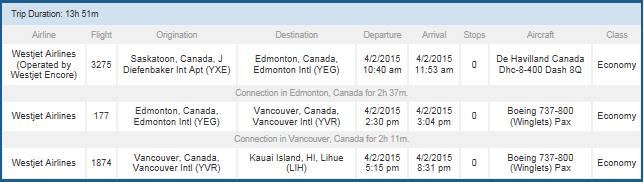 Trip Duration: 13h 51m
Airline Flight Origination Destination Departure Arrival Stops Aircraft Class
Westjet Airlines
(Operated by
Westjet Encore)
3275
Saskatoon, Canada, J
Diefenbaker Int Apt (YXE)
Edmonton, Canada,
Edmonton Intl (YEG)
4/2/2015
10:40 am
4/2/2015
11:53 am
0
De Havilland Canada
Dhc-8-400 Dash 8Q
Economy
Connection in Edmonton, Canada for 2h 37m.
Westjet Airlines
177
Edmonton, Canada,
Edmonton Intl (YEG)
Vancouver, Canada,
Vancouver Intl (YVR)
4/2/2015
2:30 pm
4/2/2015
3:04 pm
0
Boeing 737-800
(Winglets) Pax
Economy
Connection in Vancouver, Canada for 2h 11m.
Westjet Airlines
1874
Vancouver, Canada,
Vancouver Intl (YVR)
Kauai Island, HI, Lihue
(LIH)
4/2/2015
5:15 pm
4/2/2015
8:31 pm
0
Boeing 737-800
(Winglets) Pax
Economy